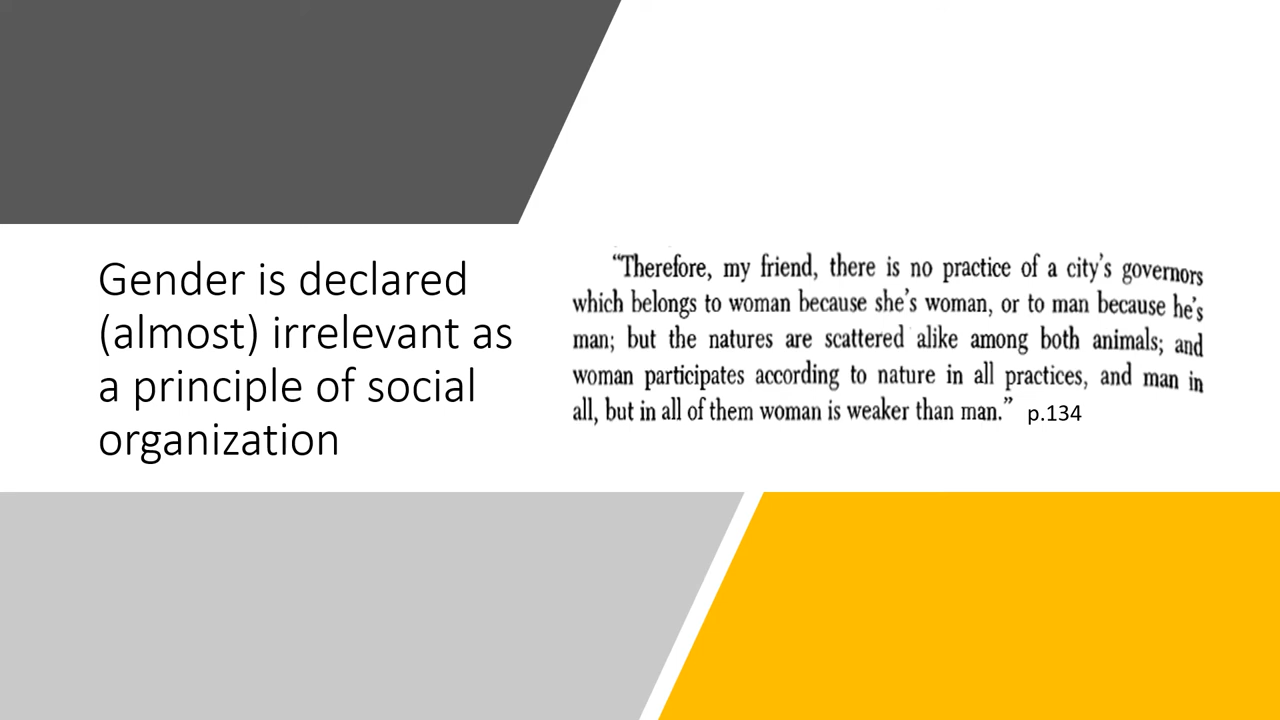 Gender is declared
(almost) irrelevant as
a principle of social
organization
“Therefore, my friend, there is no practice of a city’s governors
which belongs to woman because she’s woman, or to man because he’s
man; but the natures are scattered alike among both animals; and
woman participates according to nature in all practices, and man in
all, but in all of them woman is weaker than man.” p.134